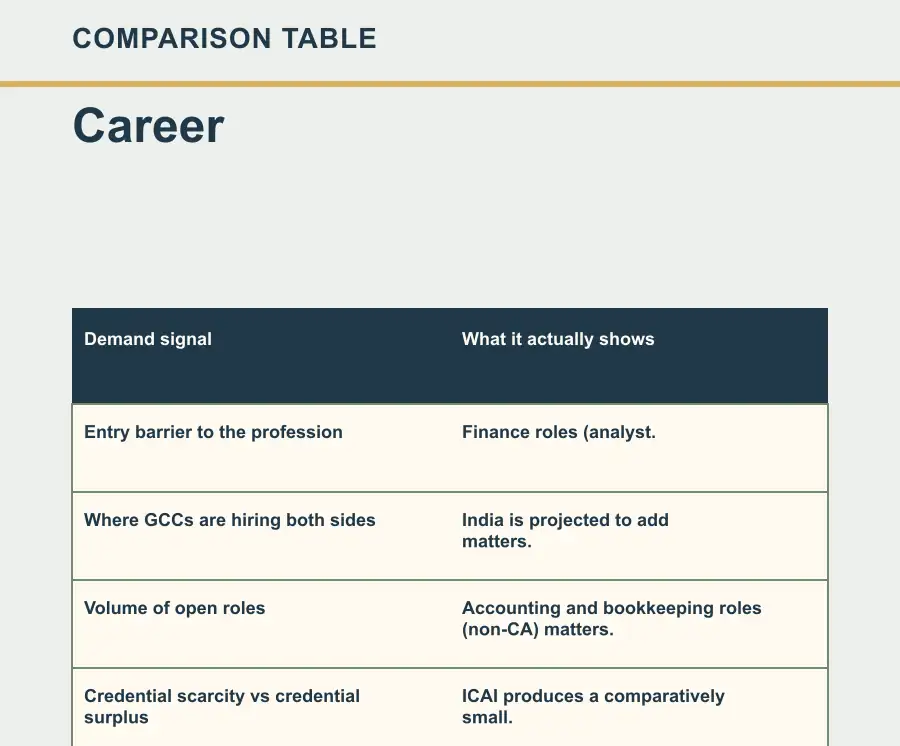 COMPARISON TABLE
Career
Demand signal
What it actually shows
Entry barrier to the profession
Finance roles (analyst.
Where GCCs are hiring both sides
India is projected to add
matters.
Volume of open roles
Accounting and bookkeeping roles
(non-CA) matters.
Credential scarcity vs credential
surplus
ICAI produces a comparatively
small.